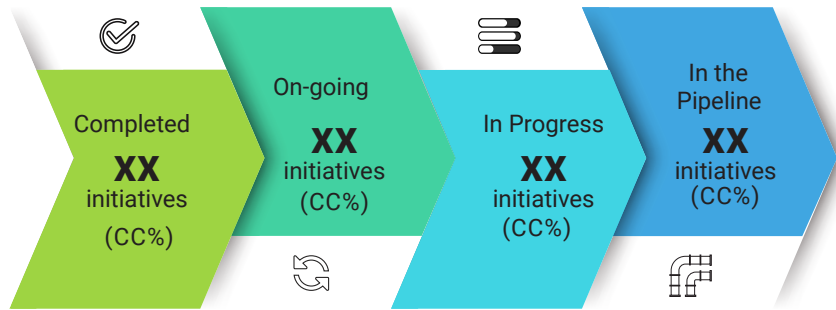 Completed
XX
initiatives
(CC%)
On-going
XX
initiatives
(CC%)
In Progress
XX
initiatives
(CC%)
In the
Pipeline
XX
initiatives
(CC%)